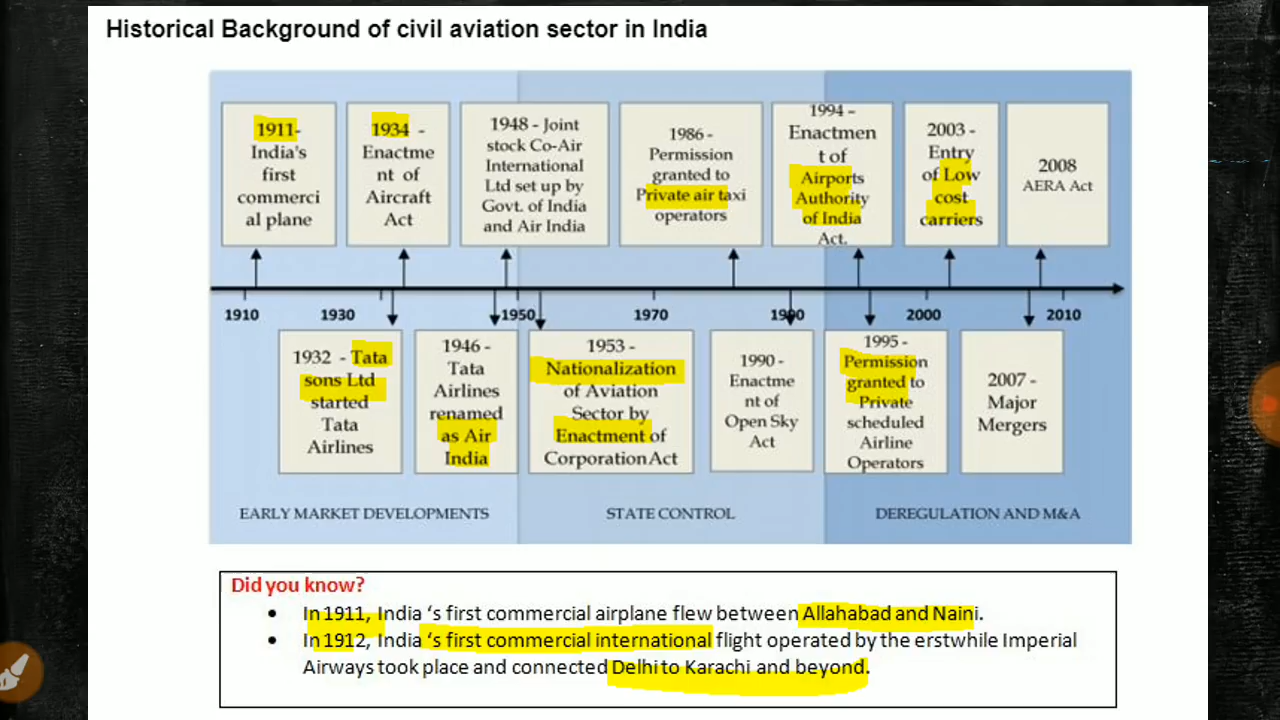 Historical Background of civil aviation sector in India
1911-
India's
first
commerci
al plane
1934 -
Enactme
nt of
Aircraft
Act
1948 - Joint
stock Co-Air
International
Ltd set up by
Govt. of India
and Air India
1986 -
Permission
granted to
Private air taxi
operators
1994 -
Enactmen
t of
Airports
Authority
of India
Act.
2003 -
Entry
of Low
cost
carriers
2008
AERA Act
1910 1930 1950 1970 1990 2000 2010
1932 - Tata
sons Ltd
started
Tata
Airlines
1946 -
Tata
Airlines
renamed
as Air
India
1953 -
Nationalization
of Aviation
Sector by
Enactment of
Corporation Act
1990 -
Enactme
nt of
Open Sky
Act
1995 -
Permission
granted to
Private
scheduled
Airline
Operators
2007 -
Major
Mergers
EARLY MARKET DEVELOPMENTS STATE CONTROL DEREGULATION AND M&A
Did you know?
• In 1911, India ‘s first commercial airplane flew between Allahabad and Naini.
• In 1912, India ‘s first commercial international flight operated by the erstwhile Imperial
Airways took place and connected Delhi to Karachi and beyond.